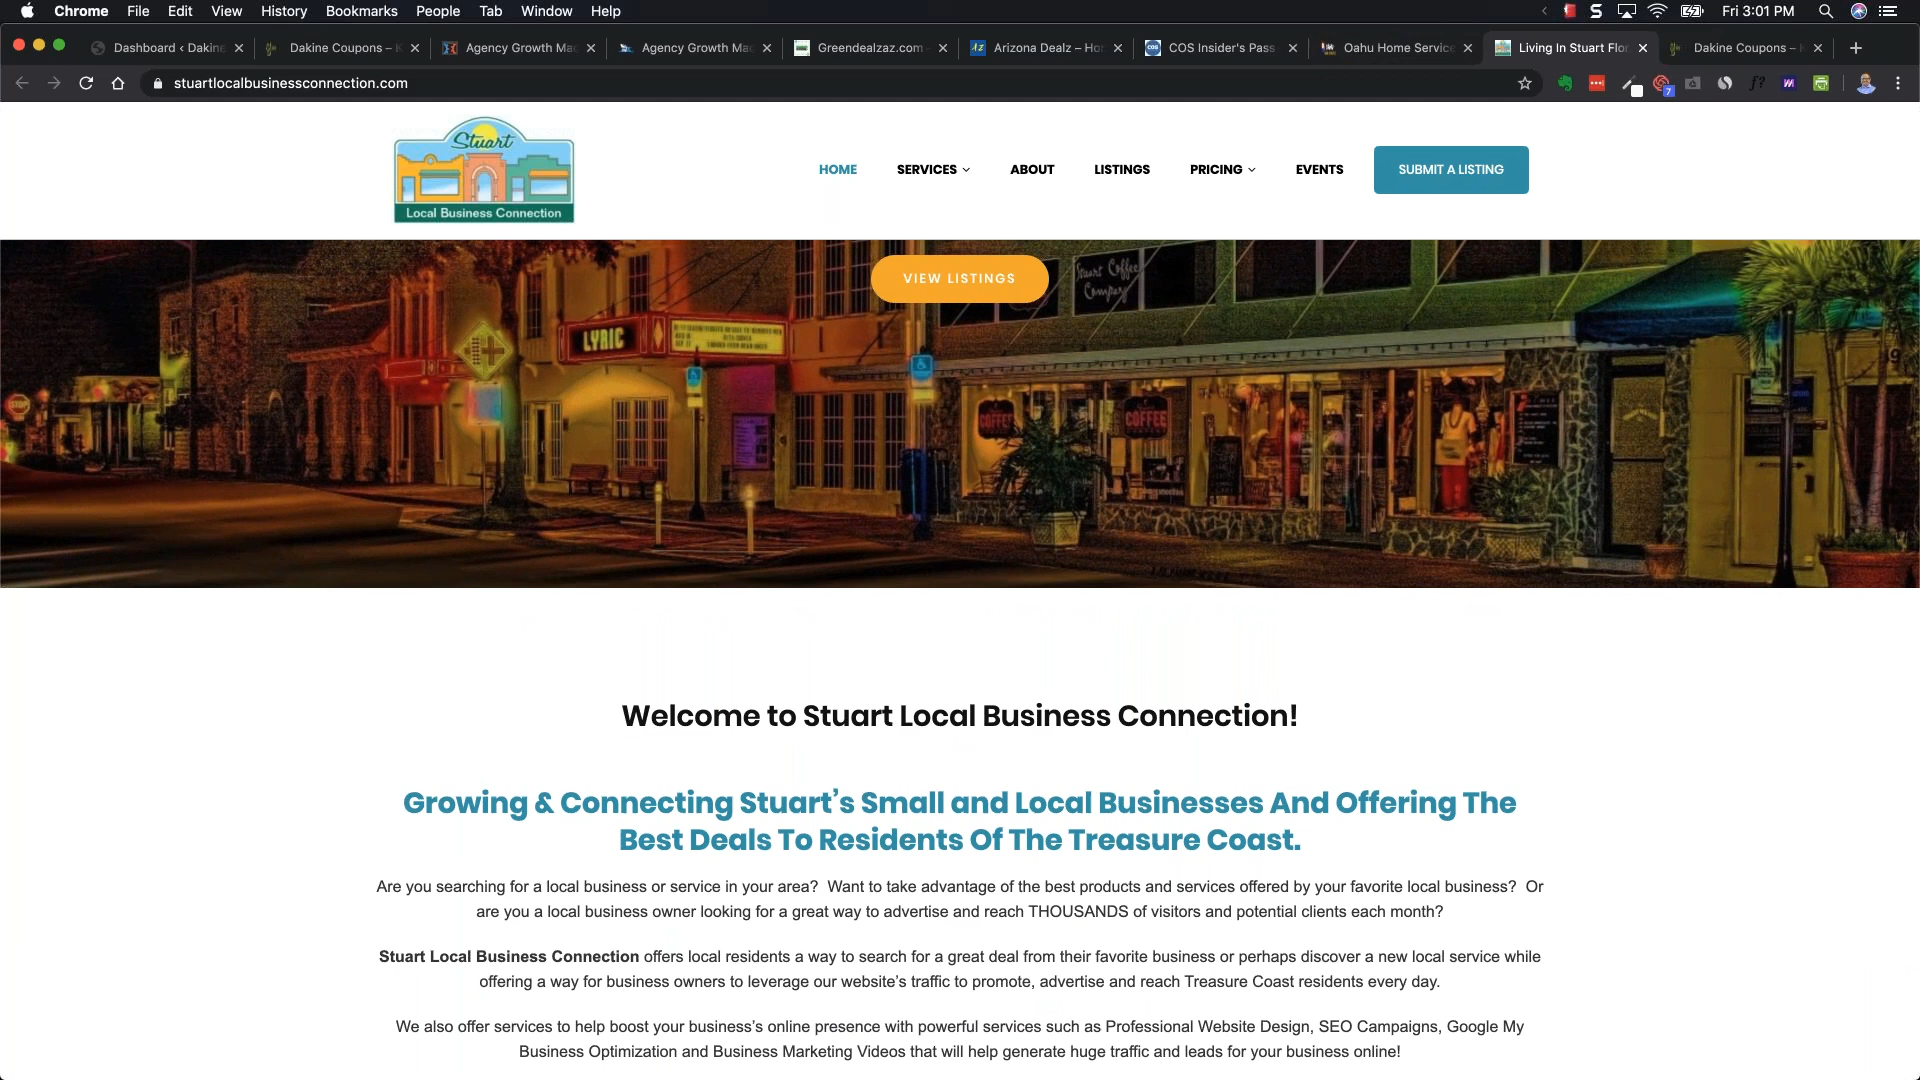 Chrome File Edit View History Bookmarks People Tab Window Help
Fri 3:01 PM
Dashboard ‹ Dakine
Dakine Coupons –
Agency Growth Mac
Agency Growth Mac
Greendealzaz.com
Arizona Dealz – Ho
COS Insider's Pass
Oahu Home Service
Living In Stuart Flor
Dakine Coupons –
stuartlocalbusinessconnection.com
7
Stuart
Local Business Connection
HOME SERVICES ABOUT LISTINGS PRICING EVENTS SUBMIT A LISTING
VIEW LISTINGS
Stuart Coffee
Company
LYRIC
STOP
COFFEE
COFFEE
Welcome to Stuart Local Business Connection!
Growing & Connecting Stuart's Small and Local Businesses And Offering The
Best Deals To Residents Of The Treasure Coast.
Are you searching for a local business or service in your area?  Want to take advantage of the best products and services offered by your favorite local business?  Or
are you a local business owner looking for a great way to advertise and reach THOUSANDS of visitors and potential clients each month?
Stuart Local Business Connection offers local residents a way to search for a great deal from their favorite business or perhaps discover a new local service while
offering a way for business owners to leverage our website's traffic to promote, advertise and reach Treasure Coast residents every day.
We also offer services to help boost your business's online presence with powerful services such as Professional Website Design, SEO Campaigns, Google My
Business Optimization and Business Marketing Videos that will help generate huge traffic and leads for your business online!